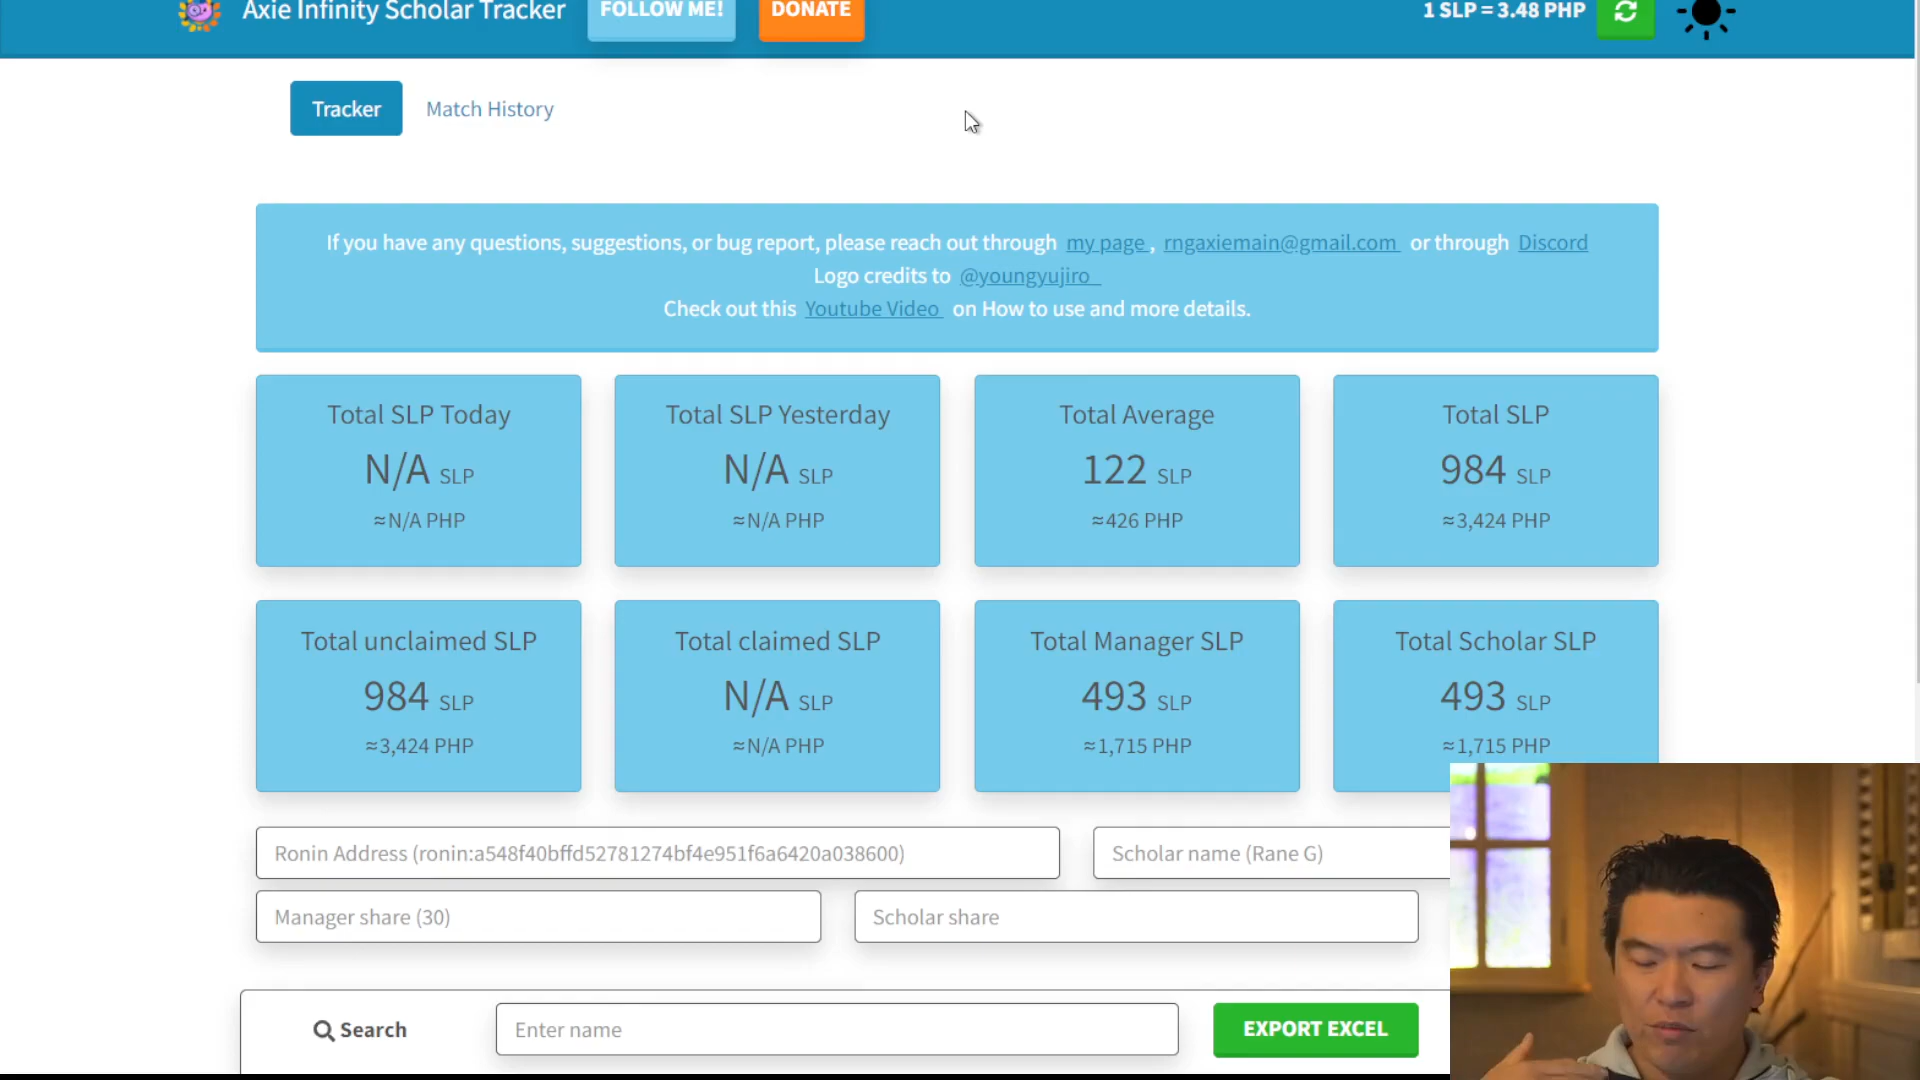 Axie Infinity Scholar Tracker
FOLLOW ME!
DONATE
1 SLP = 3.48 PHP
Tracker
Match History
If you have any questions, suggestions, or bug report, please reach out through my page , rngaxiemain@gmail.com or through Discord
Logo credits to @youngyujiro
Check out this Youtube Video on How to use and more details.
Total SLP Today
N/A SLP
≈N/A PHP
Total SLP Yesterday
N/A SLP
≈N/A PHP
Total Average
122 SLP
≈426 PHP
Total SLP
984 SLP
≈3,424 PHP
Total unclaimed SLP
984 SLP
≈3,424 PHP
Total claimed SLP
N/A SLP
≈N/A PHP
Total Manager SLP
493 SLP
≈1,715 PHP
Total Scholar SLP
493 SLP
≈1,715 PHP
Ronin Address (ronin:a548f40bffd52781274bf4e951f6a6420a038600)
Scholar name (Rane G)
Manager share (30)
Scholar share
Search
Enter name
EXPORT EXCEL